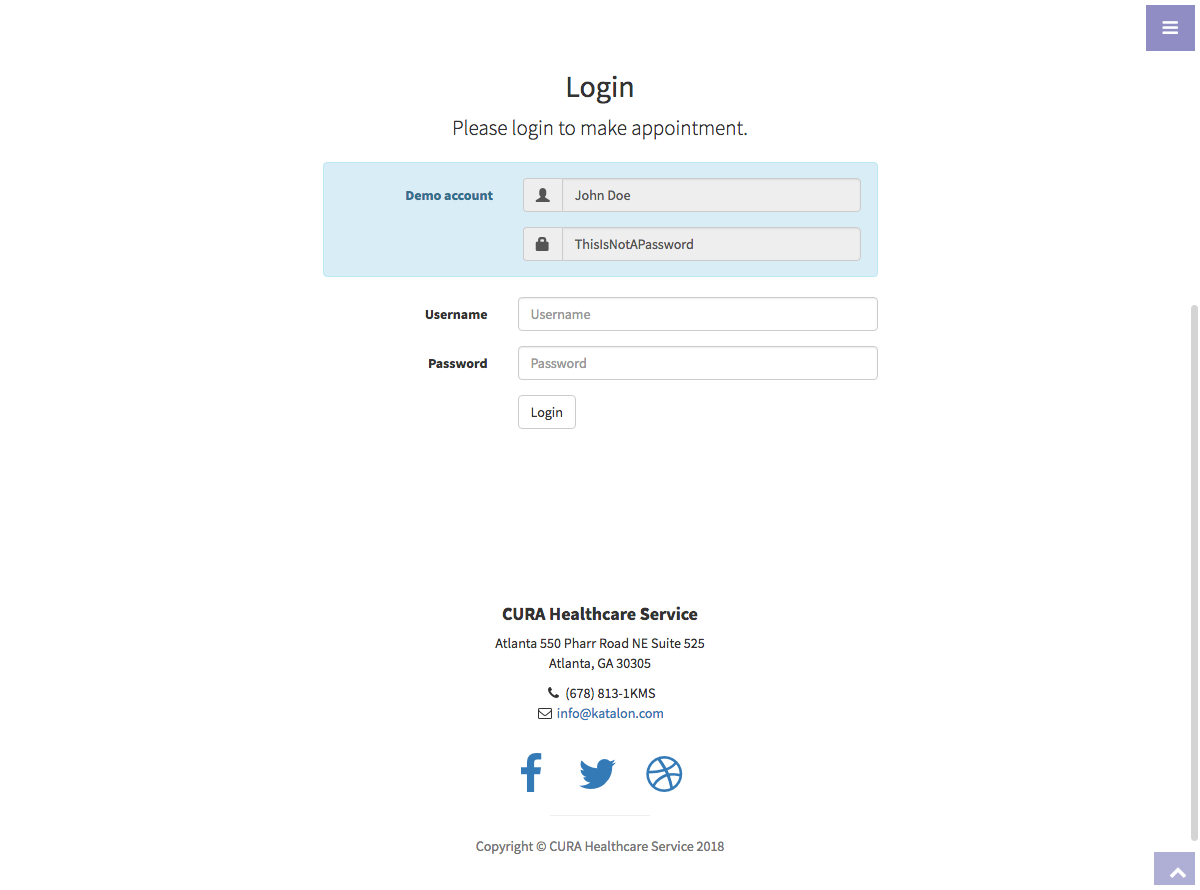 Login
Please login to make appointment.
Demo account
John Doe
ThisIsNotAPassword
Username
Username
Password
Password
Login
CURA Healthcare Service
Atlanta 550 Pharr Road NE Suite 525
Atlanta, GA 30305
(678) 813-1KMS
info@katalon.com
Copyright © CURA Healthcare Service 2018